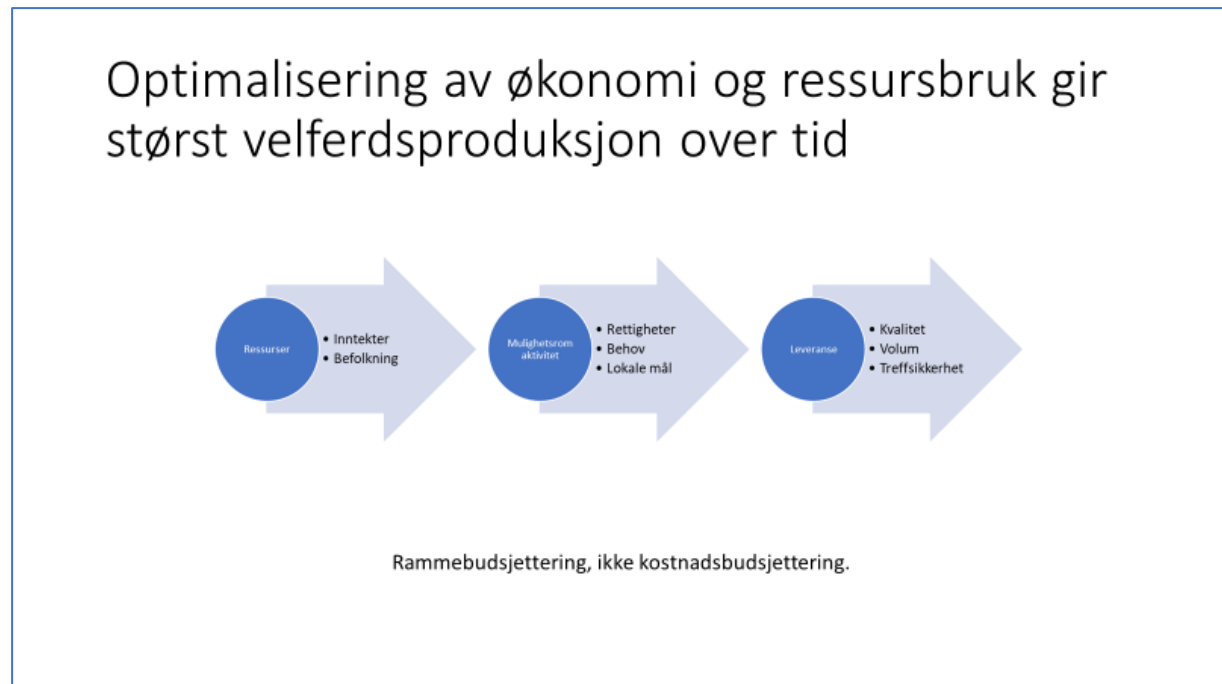 Optimalisering av økonomi og ressursbruk gir
størst velferdsproduksjon over tid
Ressurser
• Inntekter
• Befolkning
Mulighetsrom
aktivitet
• Rettigheter
• Behov
• Lokale mål
Leveranse
• Kvalitet
• Volum
• Treffsikkerhet
Rammebudsjettering, ikke kostnadsbudsjettering.